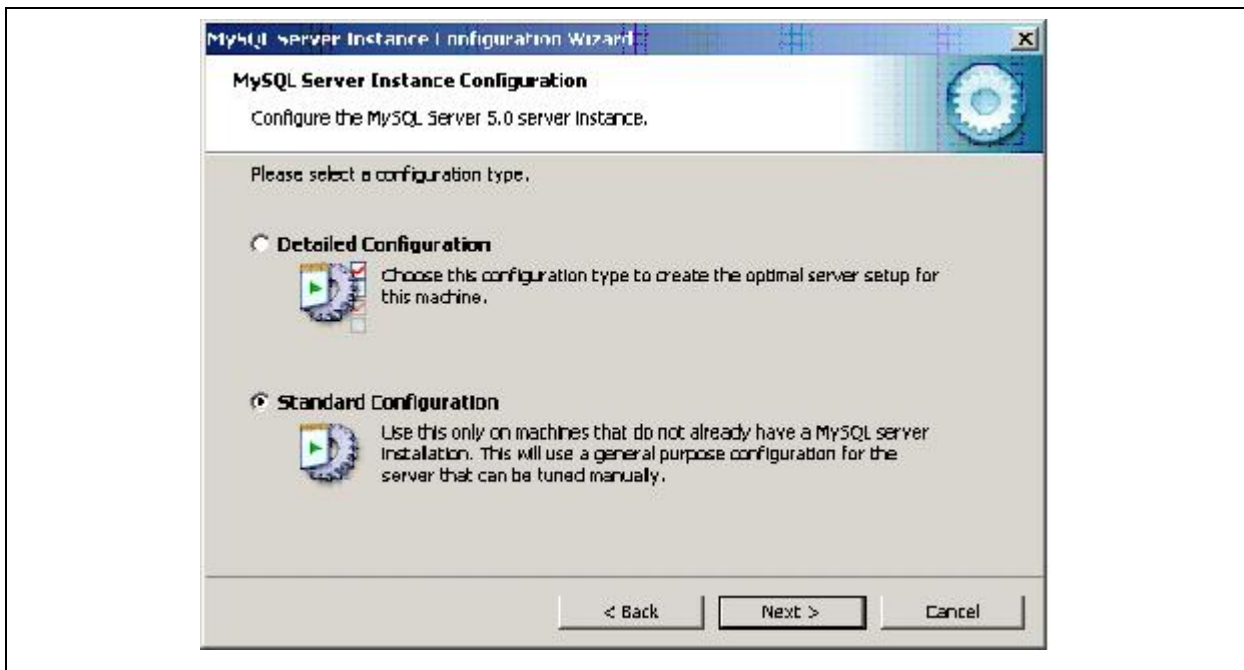 MySQL Server Instance Configuration Wizard
MySQL Server Instance Configuration
Configure the MySQL Server 5.0 server instance.
Please select a configuration type.
Detailed Configuration
Choose this configuration type to create the optimal server setup for
this machine.
Standard Configuration
Use this only on machines that do not already have a MySQL server
installation. This will use a general purpose configuration for the
server that can be tuned manually.
< Back
Next >
Cancel